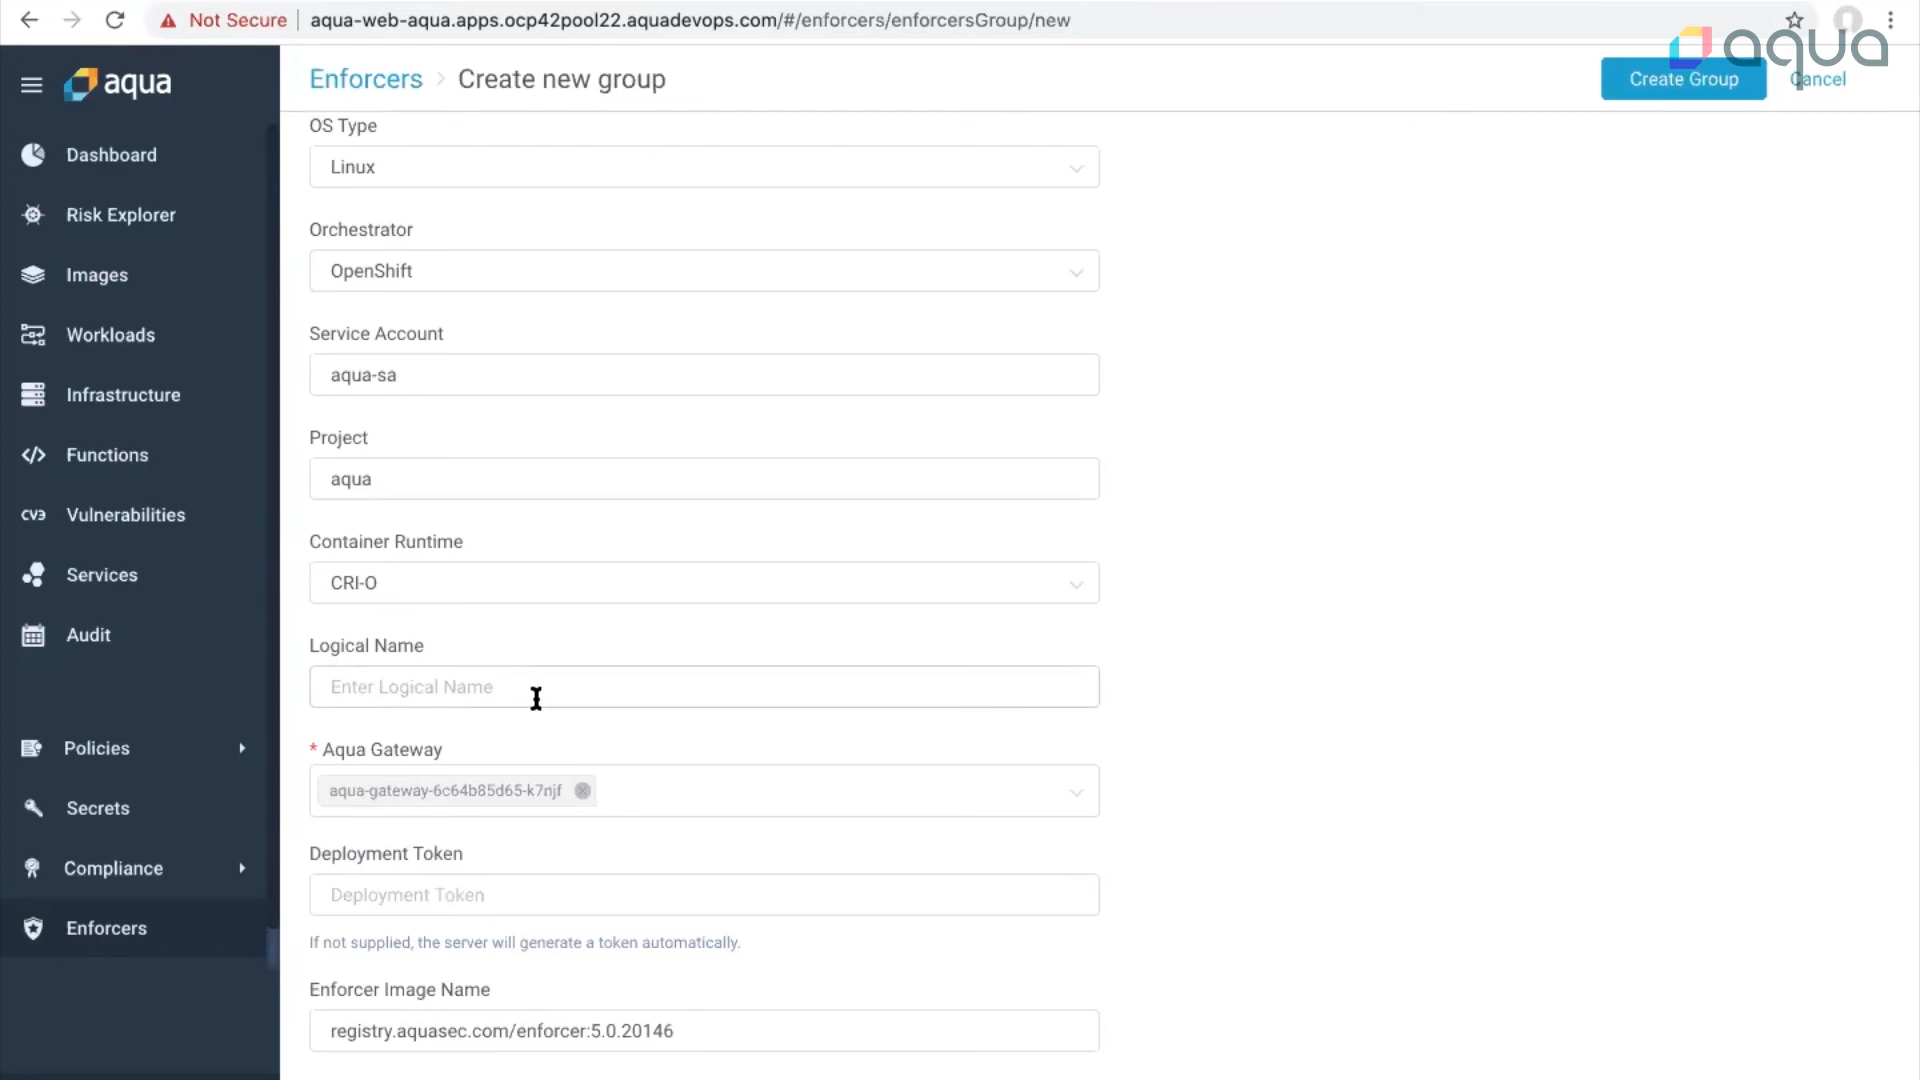 Not Secure
aqua-web-aqua.apps.ocp42pool22.aquadevops.com/#/enforcers/enforcersGroup/new
aqua
aqua
Enforcers > Create new group
Create Group
Cancel
Dashboard
Risk Explorer
Images
Workloads
Infrastructure
Functions
CVE Vulnerabilities
Services
Audit
Policies
Secrets
Compliance
Enforcers
OS Type
Linux
Orchestrator
OpenShift
Service Account
aqua-sa
Project
aqua
Container Runtime
CRI-O
Logical Name
Enter Logical Name
* Aqua Gateway
aqua-gateway-6c64b85d65-k7njf
Deployment Token
Deployment Token
If not supplied, the server will generate a token automatically.
Enforcer Image Name
registry.aquasec.com/enforcer:5.0.20146